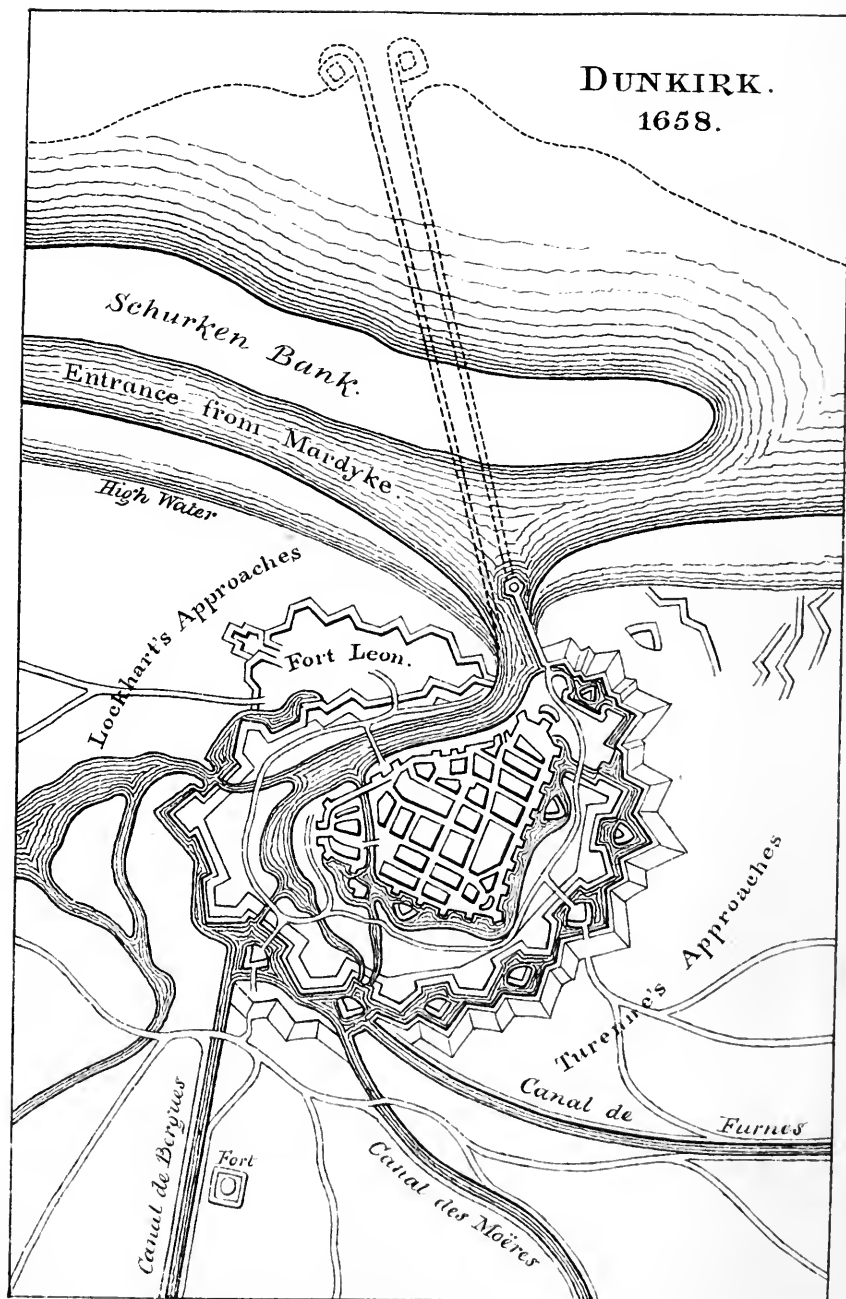 DUNKIRK.
1658.
Schurken Bank.
Entrance from Mardyke.
High Water
Lockhart's Approaches
Fort Leon.
Turenne's Approaches
Canal de Furnes
Canal de Bergues
Fort
Canal des Moëres